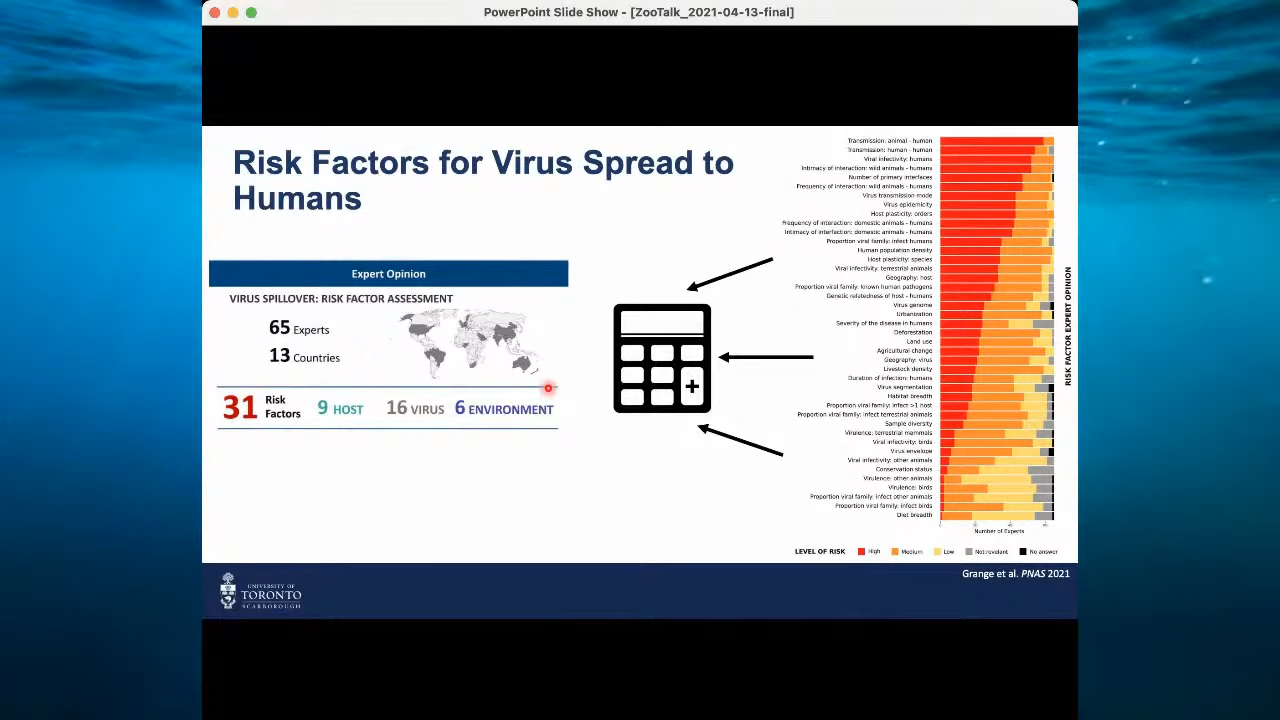 PowerPoint Slide Show - [ZooTalk_2021-04-13-final]
Risk Factors for Virus Spread to
Humans
Expert Opinion
VIRUS SPILLOVER: RISK FACTOR ASSESSMENT
65 Experts
13 Countries
31 Risk Factors
9 HOST
16 VIRUS
6 ENVIRONMENT
+
Transmission: animal - human
Transmission: human - human
Viral infectivity: humans
Intimacy of interaction: wild animals - humans
Number of primary interfaces
Frequency of interaction: wild animals - humans
Virus transmission mode
Virus epidemicity
Host plasticity: orders
Frequency of interaction: domestic animals - humans
Intimacy of interfaction: domestic animals - humans
Proportion viral family: infect humans
Human population density
Host plasticity: species
Viral infectivity: terrestrial animals
Geography: host
Proportion viral family: known human pathogens
Genetic relatedness of host - humans
Virus genome
Urbanization
Severity of the disease in humans
Deforestation
Land use
Agricultural change
Geography: virus
Livestock density
Duration of infection: humans
Virus segmentation
Habitat breadth
Proportion viral family: infect >1 host
Proportion viral family: infect terrestrial animals
Sample diversity
Virulence: terrestrial mammals
Viral infectivity: birds
Virus envelope
Viral infectivity: other animals
Conservation status
Virulence: other animals
Virulence: birds
Proportion viral family: infect other animals
Proportion viral family: infect birds
Diet breadth
Number of Experts
RISK FACTOR EXPERT OPINION
LEVEL OF RISK High Medium Low Not revelant No answer
Grange et al. PNAS 2021
UNIVERSITY OF
TORONTO
SCARBOROUGH